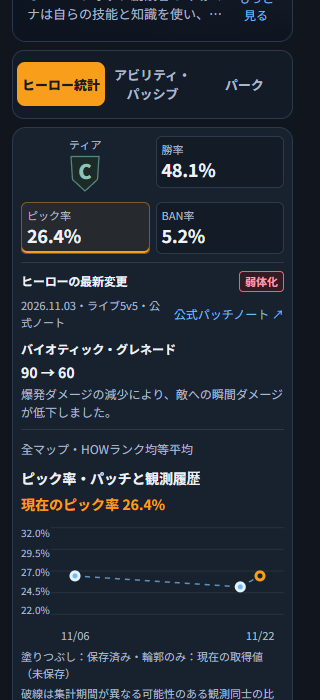 ナは自らの技能と知識を使い、…
見る
ヒーロー統計
アビリティ・
パッシブ
パーク
ティア
C
勝率
48.1%
ピック率
26.4%
BAN率
5.2%
ヒーローの最新変更
弱体化
2026.11.03・ライブ5v5・公
式ノート
公式パッチノート ↗
バイオティック・グレネード
90 → 60
爆発ダメージの減少により、敵への瞬間ダメージ
が低下しました。
全マップ・HOWランク均等平均
ピック率・パッチと観測履歴
現在のピック率 26.4%
32.0%
29.5%
27.0%
24.5%
22.0%
11/06
11/22
塗りつぶし：保存済み・輪郭のみ：現在の取得値
（未保存）
破線は集計期間が異なる可能性のある観測同士の比